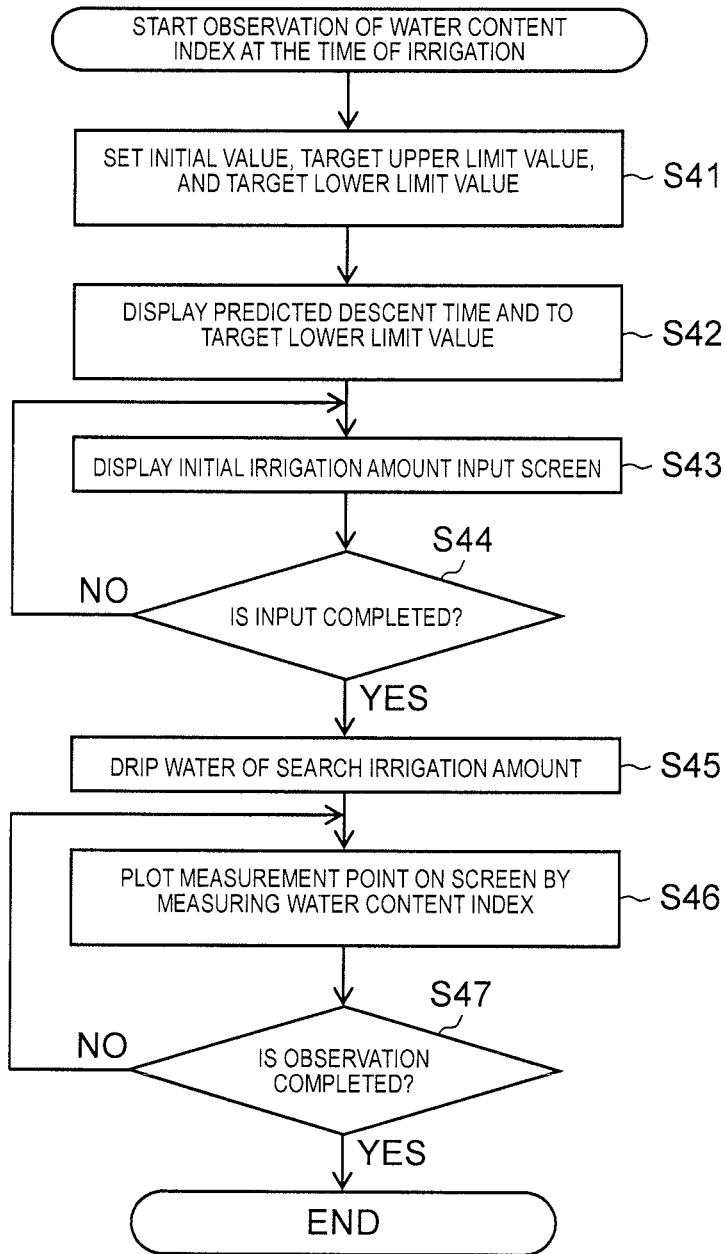 START OBSERVATION OF WATER CONTENT
INDEX AT THE TIME OF IRRIGATION
SET INITIAL VALUE, TARGET UPPER LIMIT VALUE,
AND TARGET LOWER LIMIT VALUE
S41
DISPLAY PREDICTED DESCENT TIME AND TO
TARGET LOWER LIMIT VALUE
S42
DISPLAY INITIAL IRRIGATION AMOUNT INPUT SCREEN
S43
S44
NO
IS INPUT COMPLETED?
YES
DRIP WATER OF SEARCH IRRIGATION AMOUNT
S45
PLOT MEASUREMENT POINT ON SCREEN BY
MEASURING WATER CONTENT INDEX
S46
S47
NO
IS OBSERVATION
COMPLETED?
YES
END